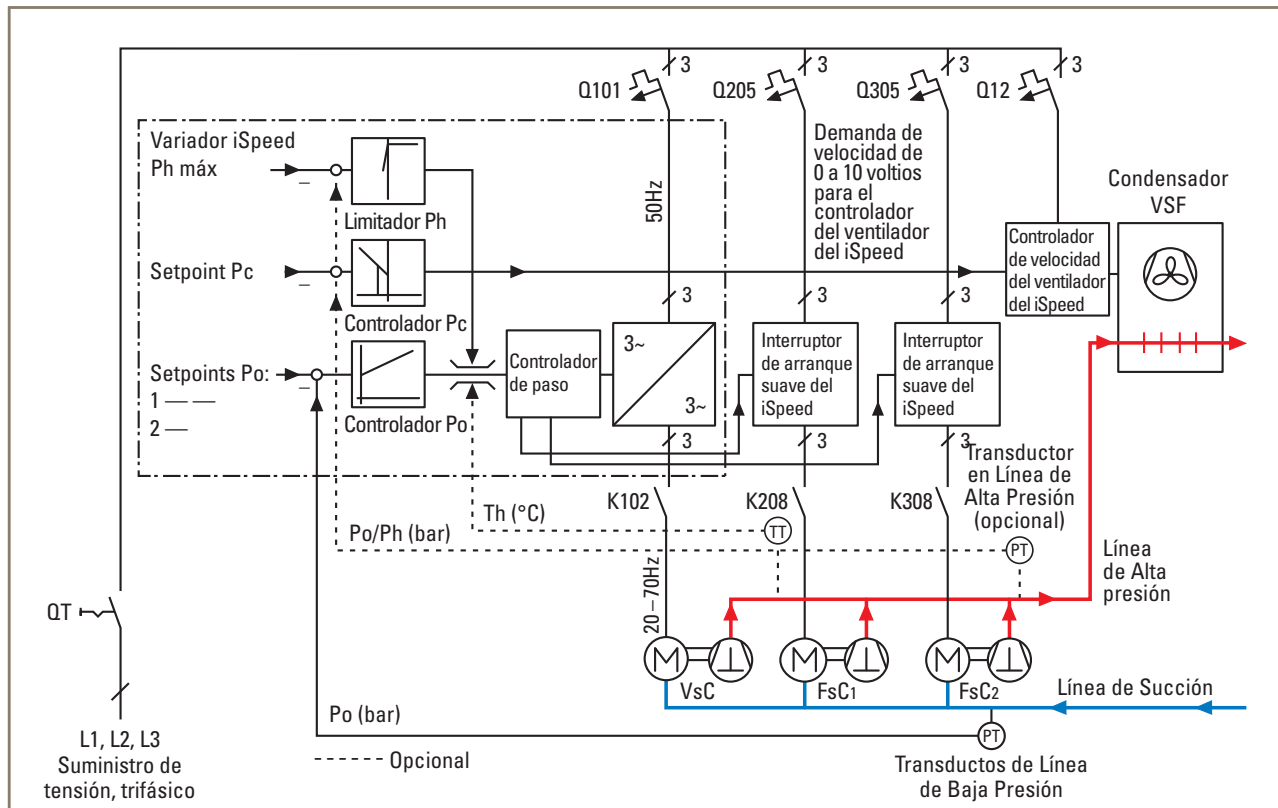 Q101
3
Q205
3
Q305
3
Q12
3
Variador iSpeed
Ph máx
–
Limitador Ph
50Hz
Demanda de
velocidad de
0 a 10 voltios
para el
controlador
del ventilador
del iSpeed
Condensador
VSF
Controlador
de velocidad
del ventilador
del iSpeed
Setpoint Pc
–
Controlador Pc
3
3
3
Setpoints Po:
1 — —
2 —
–
Controlador Po
Controlador
de paso
3~
3~
Interruptor
de arranque
suave del
iSpeed
Interruptor
de arranque
suave del
iSpeed
3
3
3
Transductor
en Línea de
Alta Presión
(opcional)
K102
K208
K308
Th (°C)
TT
Po/Ph (bar)
PT
Línea
de Alta
presión
20–70Hz
QT
M
M
M
VsC
FsC1
FsC2
Línea de Succión
Po (bar)
PT
L1, L2, L3
Suministro de
tensión, trifásico
------ Opcional
Transductos de Línea
de Baja Presión